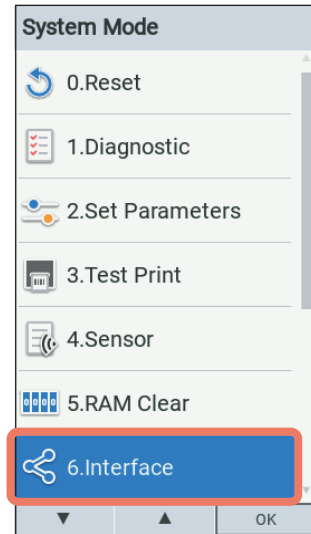 System Mode
0.Reset
1.Diagnostic
2.Set Parameters
3.Test Print
4.Sensor
5.RAM Clear
6.Interface
OK